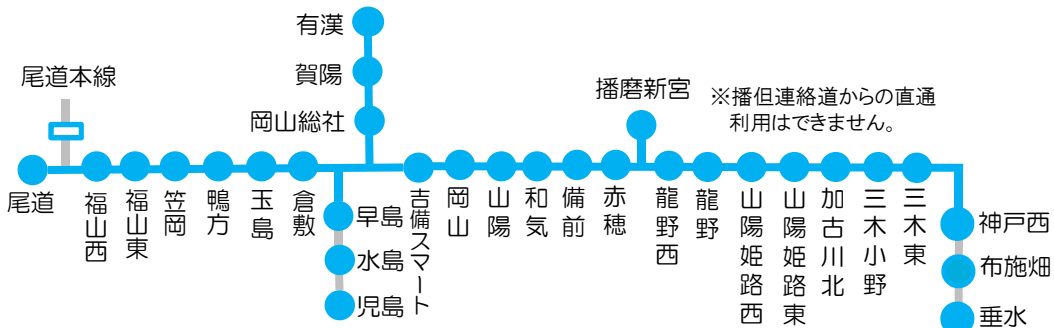 有漢
尾道本線
賀陽
播磨新宮
※播但連絡道からの直通
利用はできません。
岡山総社
尾道
福山西
福山東
笠岡
鴨方
玉島
倉敷
早島
水島
児島
吉備スマート
岡山
山陽
和気
備前
赤穂
龍野西
龍野
山陽姫路西
山陽姫路東
加古川北
三木小野
三木東
神戸西
布施畑
垂水